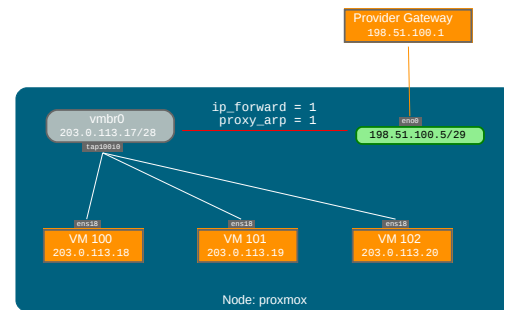 Provider Gateway
198.51.100.1
ip_forward = 1
proxy_arp = 1
vmbr0
203.0.113.17/28
tap100i0
eno0
198.51.100.5/29
ens18
VM 100
203.0.113.18
ens18
VM 101
203.0.113.19
ens18
VM 102
203.0.113.20
Node: proxmox